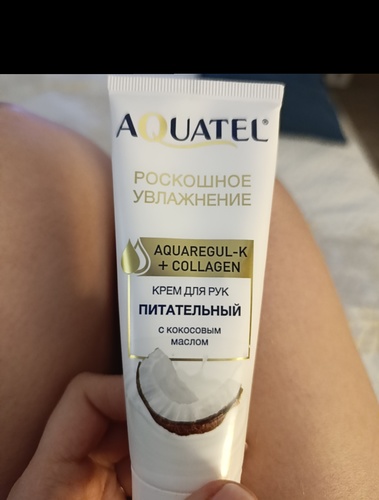 AQUATEL®
РОСКОШНОЕ
УВЛАЖНЕНИЕ
AQUAREGUL-K
+ COLLAGEN
КРЕМ ДЛЯ РУК
ПИТАТЕЛЬНЫЙ
с кокосовым
маслом